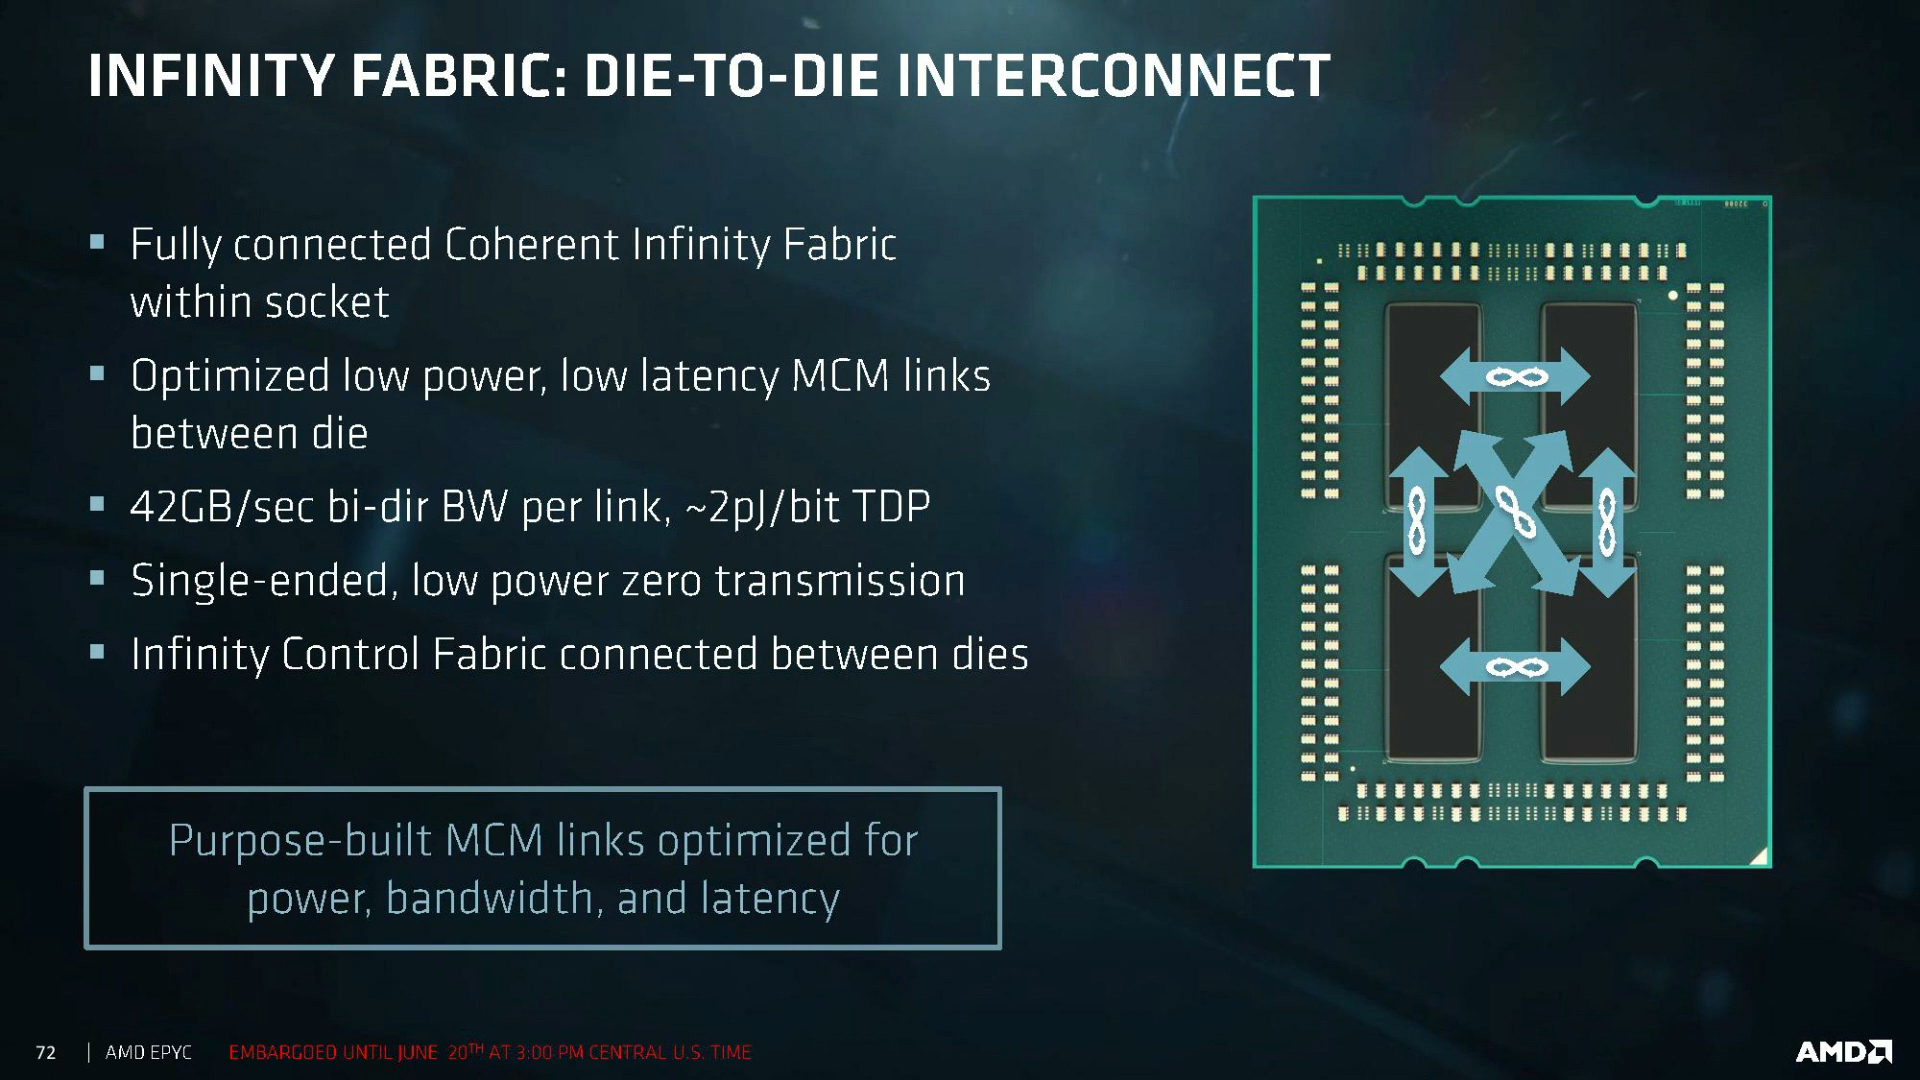 INFINITY FABRIC: DIE-TO-DIE INTERCONNECT
▪ Fully connected Coherent Infinity Fabric
within socket
▪ Optimized low power, low latency MCM links
between die
▪ 42GB/sec bi-dir BW per link, ~2pJ/bit TDP
▪ Single-ended, low power zero transmission
▪ Infinity Control Fabric connected between dies
Purpose-built MCM links optimized for
power, bandwidth, and latency
72 | AMD EPYC EMBARGOED UNTIL JUNE 20TH AT 3:00 PM CENTRAL U.S. TIME
AMD